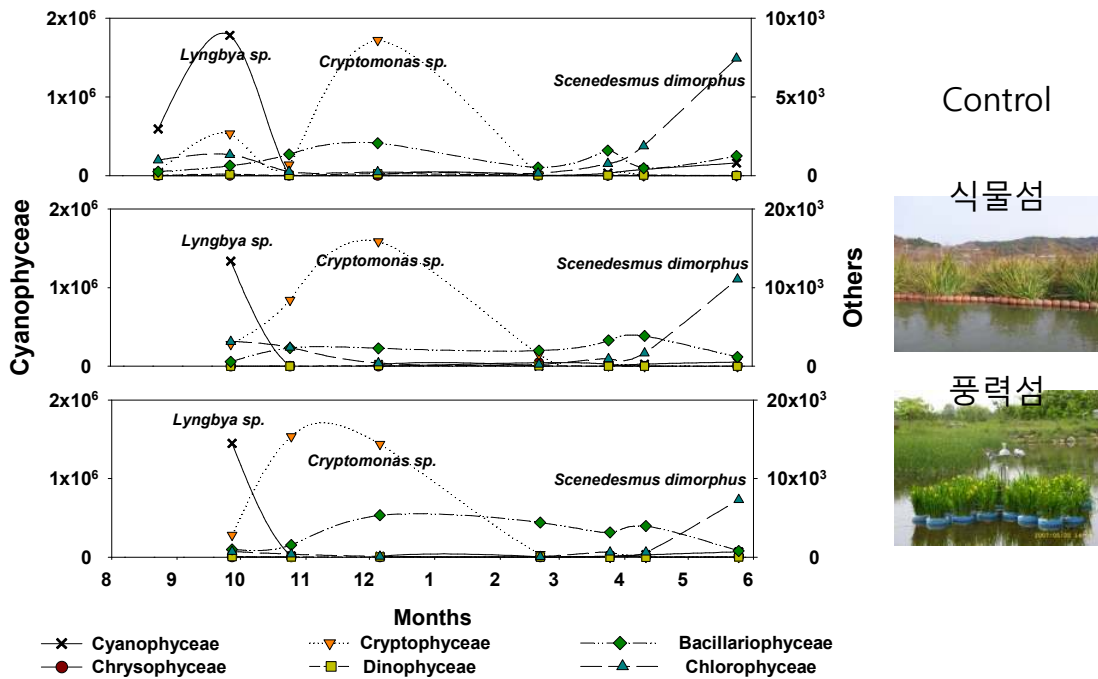 2x10⁶
1x10⁶
0
10x10³
5x10³
0
Lyngbya sp.
Cryptomonas sp.
Scenedesmus dimorphus
Control
2x10⁶
1x10⁶
0
20x10³
10x10³
0
Lyngbya sp.
Cryptomonas sp.
Scenedesmus dimorphus
식물섬
Cyanophyceae
Others
2x10⁶
1x10⁶
0
20x10³
10x10³
0
Lyngbya sp.
Cryptomonas sp.
Scenedesmus dimorphus
풍력섬
8 9 10 11 12 1 2 3 4 5 6
Months
Cyanophyceae Cryptophyceae Bacillariophyceae
Chrysophyceae Dinophyceae Chlorophyceae